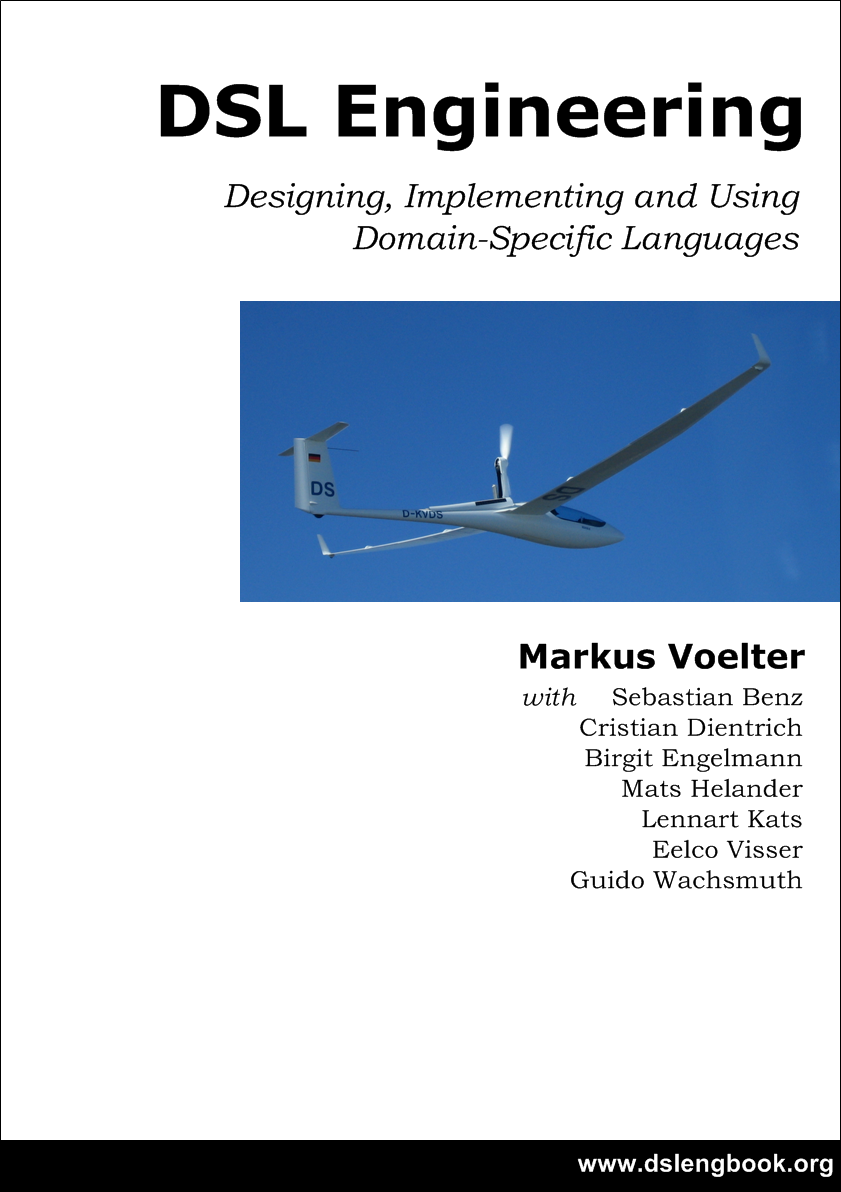 DSL Engineering
Designing, Implementing and Using
Domain-Specific Languages
DS
D-KVDS
DS
Markus Voelter
with Sebastian Benz
Cristian Dientrich
Birgit Engelmann
Mats Helander
Lennart Kats
Eelco Visser
Guido Wachsmuth
www.dslengbook.org